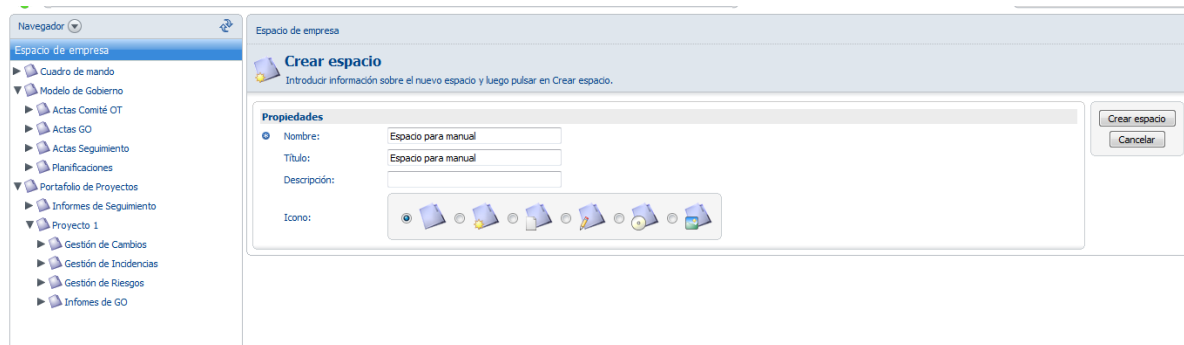 Navegador
Espacio de empresa
Cuadro de mando
Modelo de Gobierno
Actas Comité OT
Actas GO
Actas Seguimiento
Planificaciones
Portafolio de Proyectos
Informes de Seguimiento
Proyecto 1
Gestión de Cambios
Gestión de Incidencias
Gestión de Riesgos
Infomes de GO
Espacio de empresa
Crear espacio
Introducir información sobre el nuevo espacio y luego pulsar en Crear espacio.
Propiedades
Nombre: Espacio para manual
Título: Espacio para manual
Descripción:
Icono:
Crear espacio
Cancelar